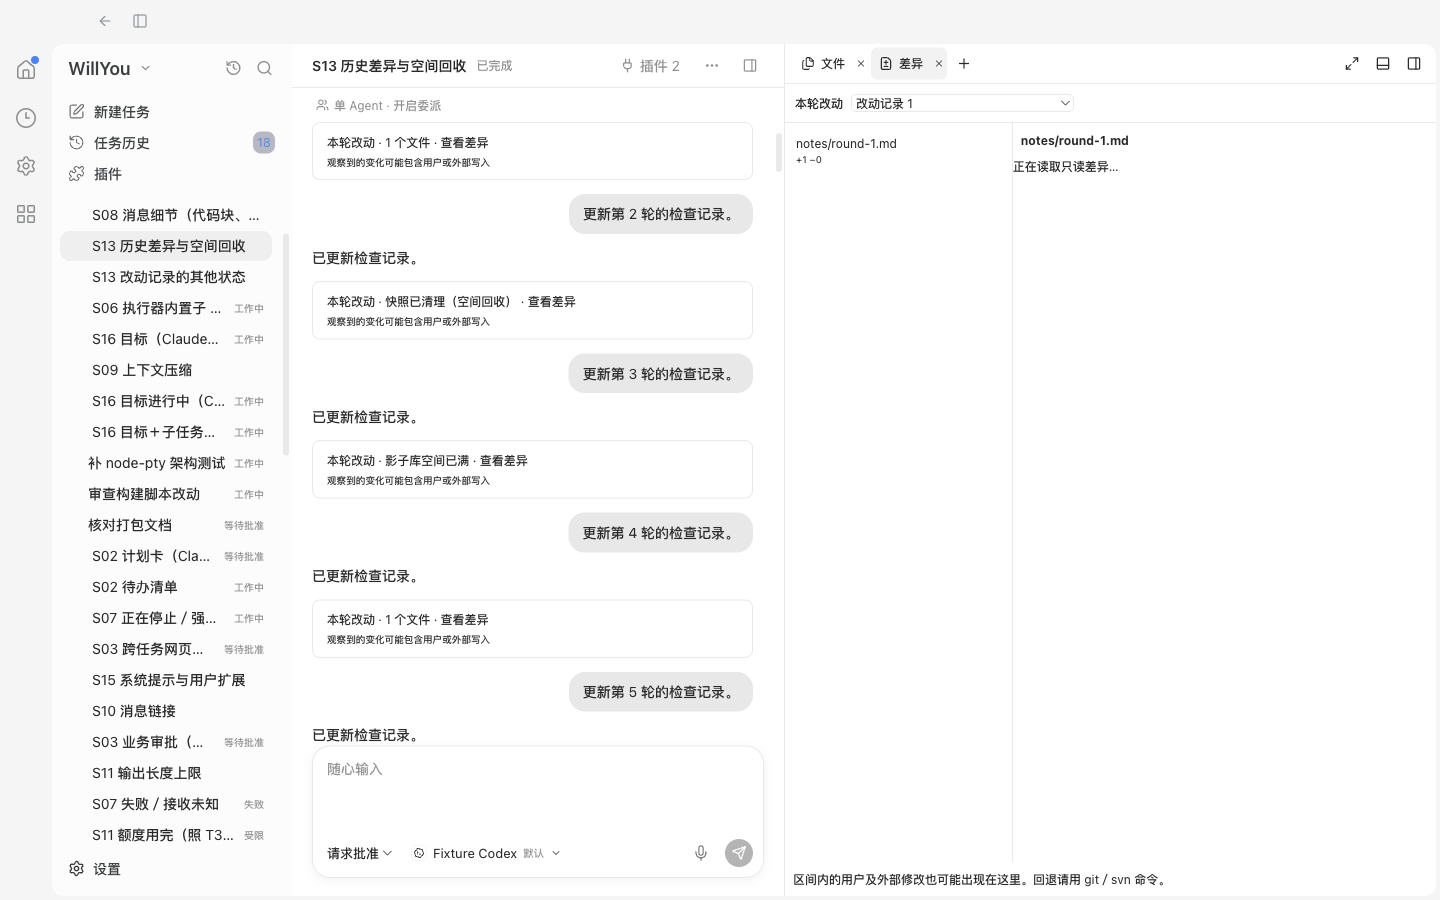 WillYou
新建任务
任务历史
18
插件
S08 消息细节（代码块、...
S13 历史差异与空间回收
S13 改动记录的其他状态
S06 执行器内置子 ... 工作中
S16 目标（Claude... 工作中
S09 上下文压缩
S16 目标进行中（C... 工作中
S16 目标＋子任务... 工作中
补 node-pty 架构测试 工作中
审查构建脚本改动 工作中
核对打包文档 等待批准
S02 计划卡（Cla... 等待批准
S02 待办清单 工作中
S07 正在停止 / 强... 工作中
S03 跨任务网页... 等待批准
S15 系统提示与用户扩展
S10 消息链接
S03 业务审批（... 等待批准
S11 输出长度上限
S07 失败 / 接收未知 失败
S11 额度用完（照 T3... 受限
设置
S13 历史差异与空间回收 已完成
插件 2
单 Agent · 开启委派
本轮改动 · 1 个文件 · 查看差异
观察到的变化可能包含用户或外部写入
更新第 2 轮的检查记录。
已更新检查记录。
本轮改动 · 快照已清理（空间回收） · 查看差异
观察到的变化可能包含用户或外部写入
更新第 3 轮的检查记录。
已更新检查记录。
本轮改动 · 影子库空间已满 · 查看差异
观察到的变化可能包含用户或外部写入
更新第 4 轮的检查记录。
已更新检查记录。
本轮改动 · 1 个文件 · 查看差异
观察到的变化可能包含用户或外部写入
更新第 5 轮的检查记录。
已更新检查记录。
随心输入
请求批准
Fixture Codex 默认
文件
差异
本轮改动 改动记录 1
notes/round-1.md
+1 −0
notes/round-1.md
正在读取只读差异...
区间内的用户及外部修改也可能出现在这里。回退请用 git / svn 命令。